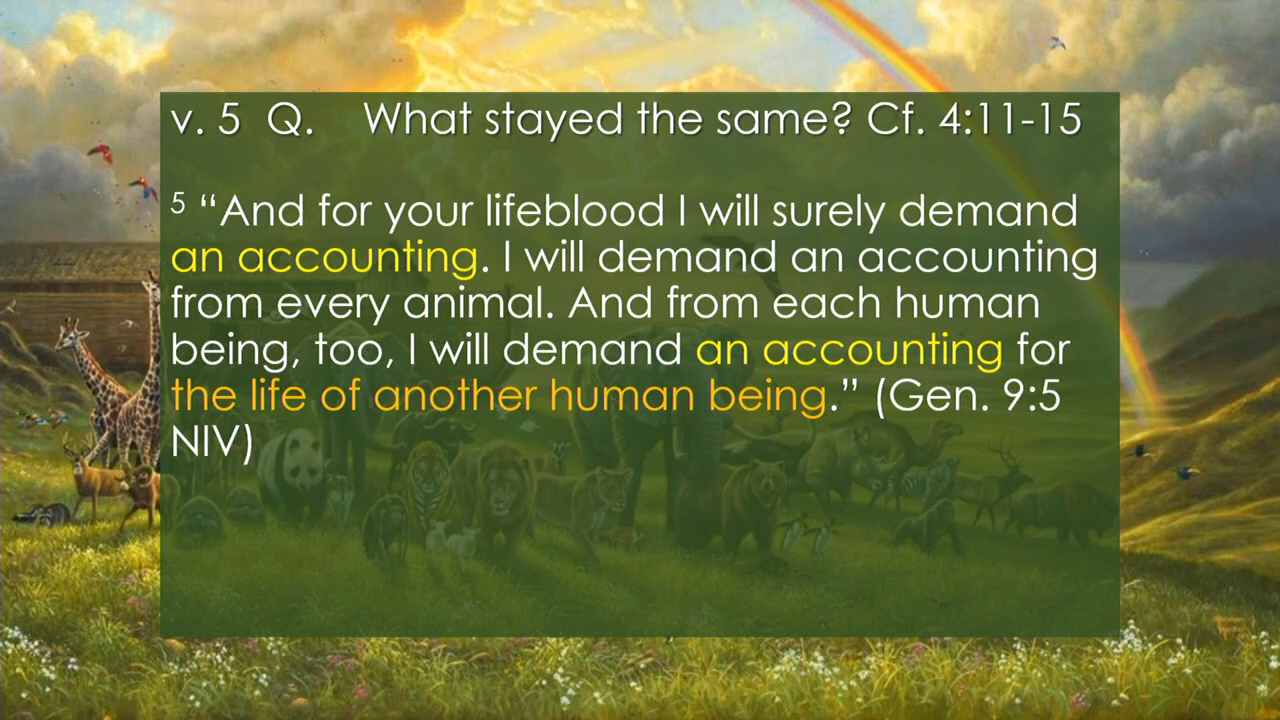 v. 5 Q. What stayed the same? Cf. 4:11-15
5 “And for your lifeblood I will surely demand
an accounting. I will demand an accounting
from every animal. And from each human
being, too, I will demand an accounting for
the life of another human being.” (Gen. 9:5
NIV)